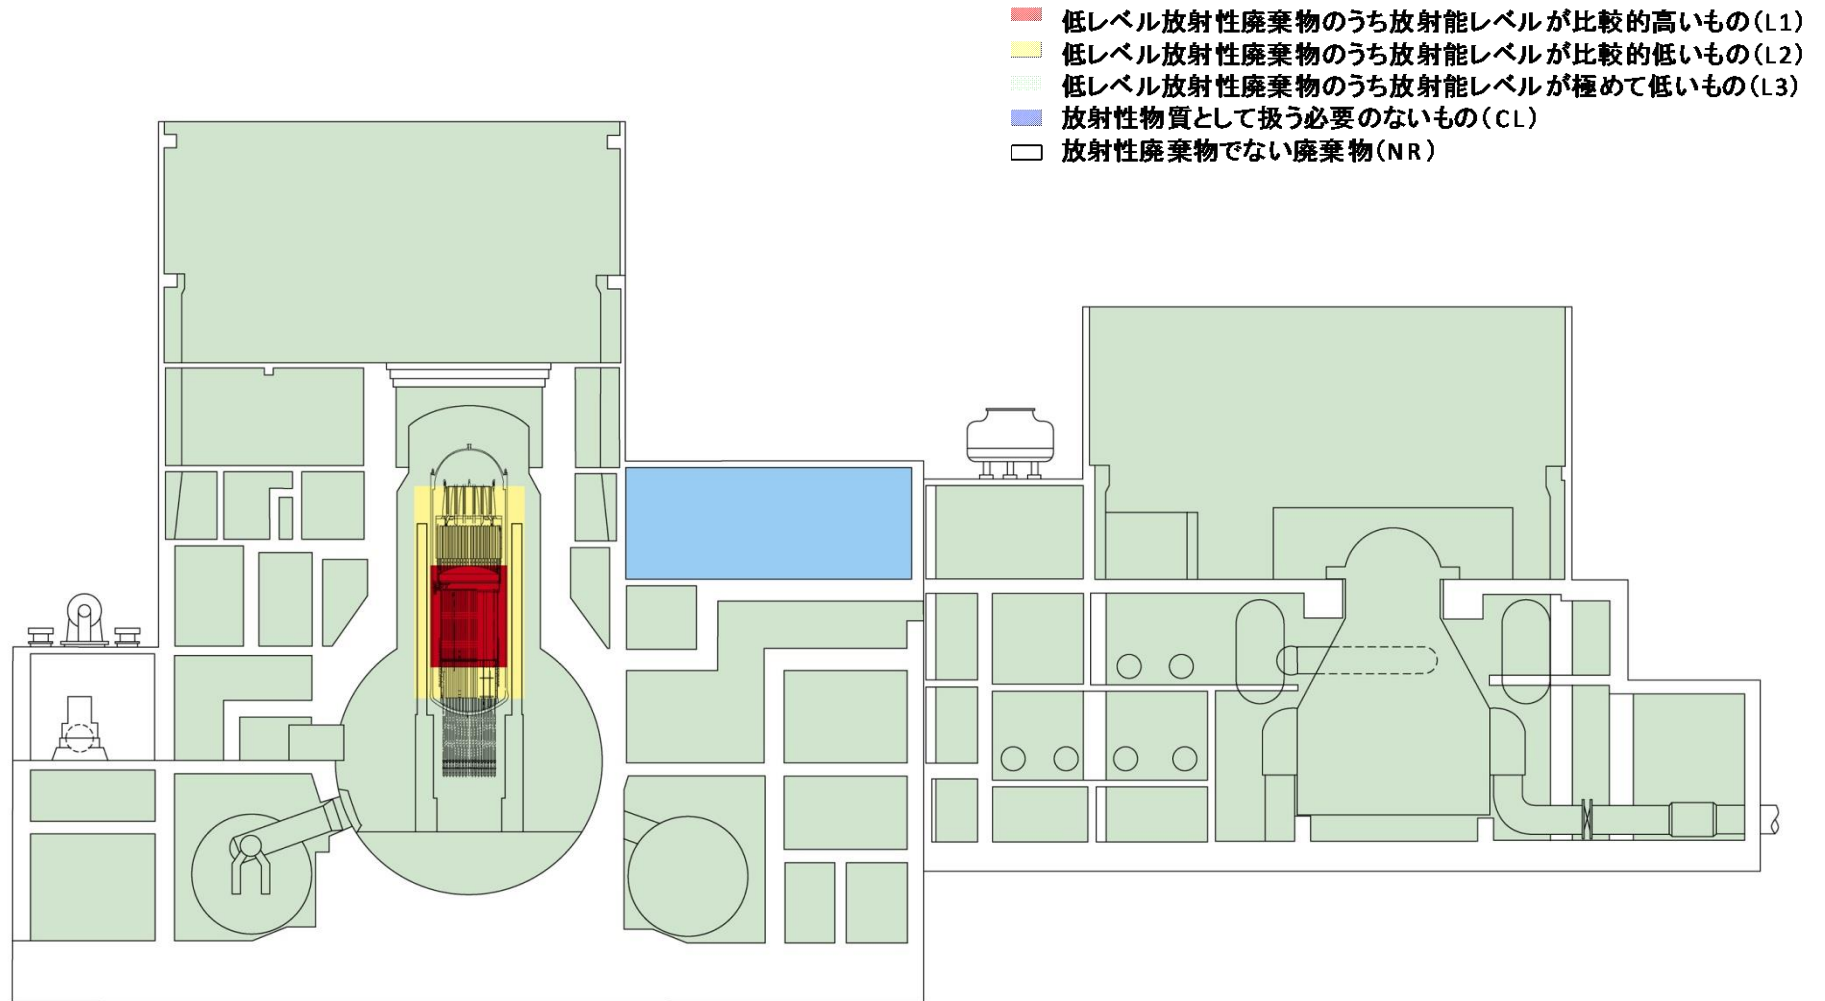 低レベル放射性廃棄物のうち放射能レベルが比較的高いもの(L1)
低レベル放射性廃棄物のうち放射能レベルが比較的低いもの(L2)
低レベル放射性廃棄物のうち放射能レベルが極めて低いもの(L3)
放射性物質として扱う必要のないもの(CL)
放射性廃棄物でない廃棄物(NR)